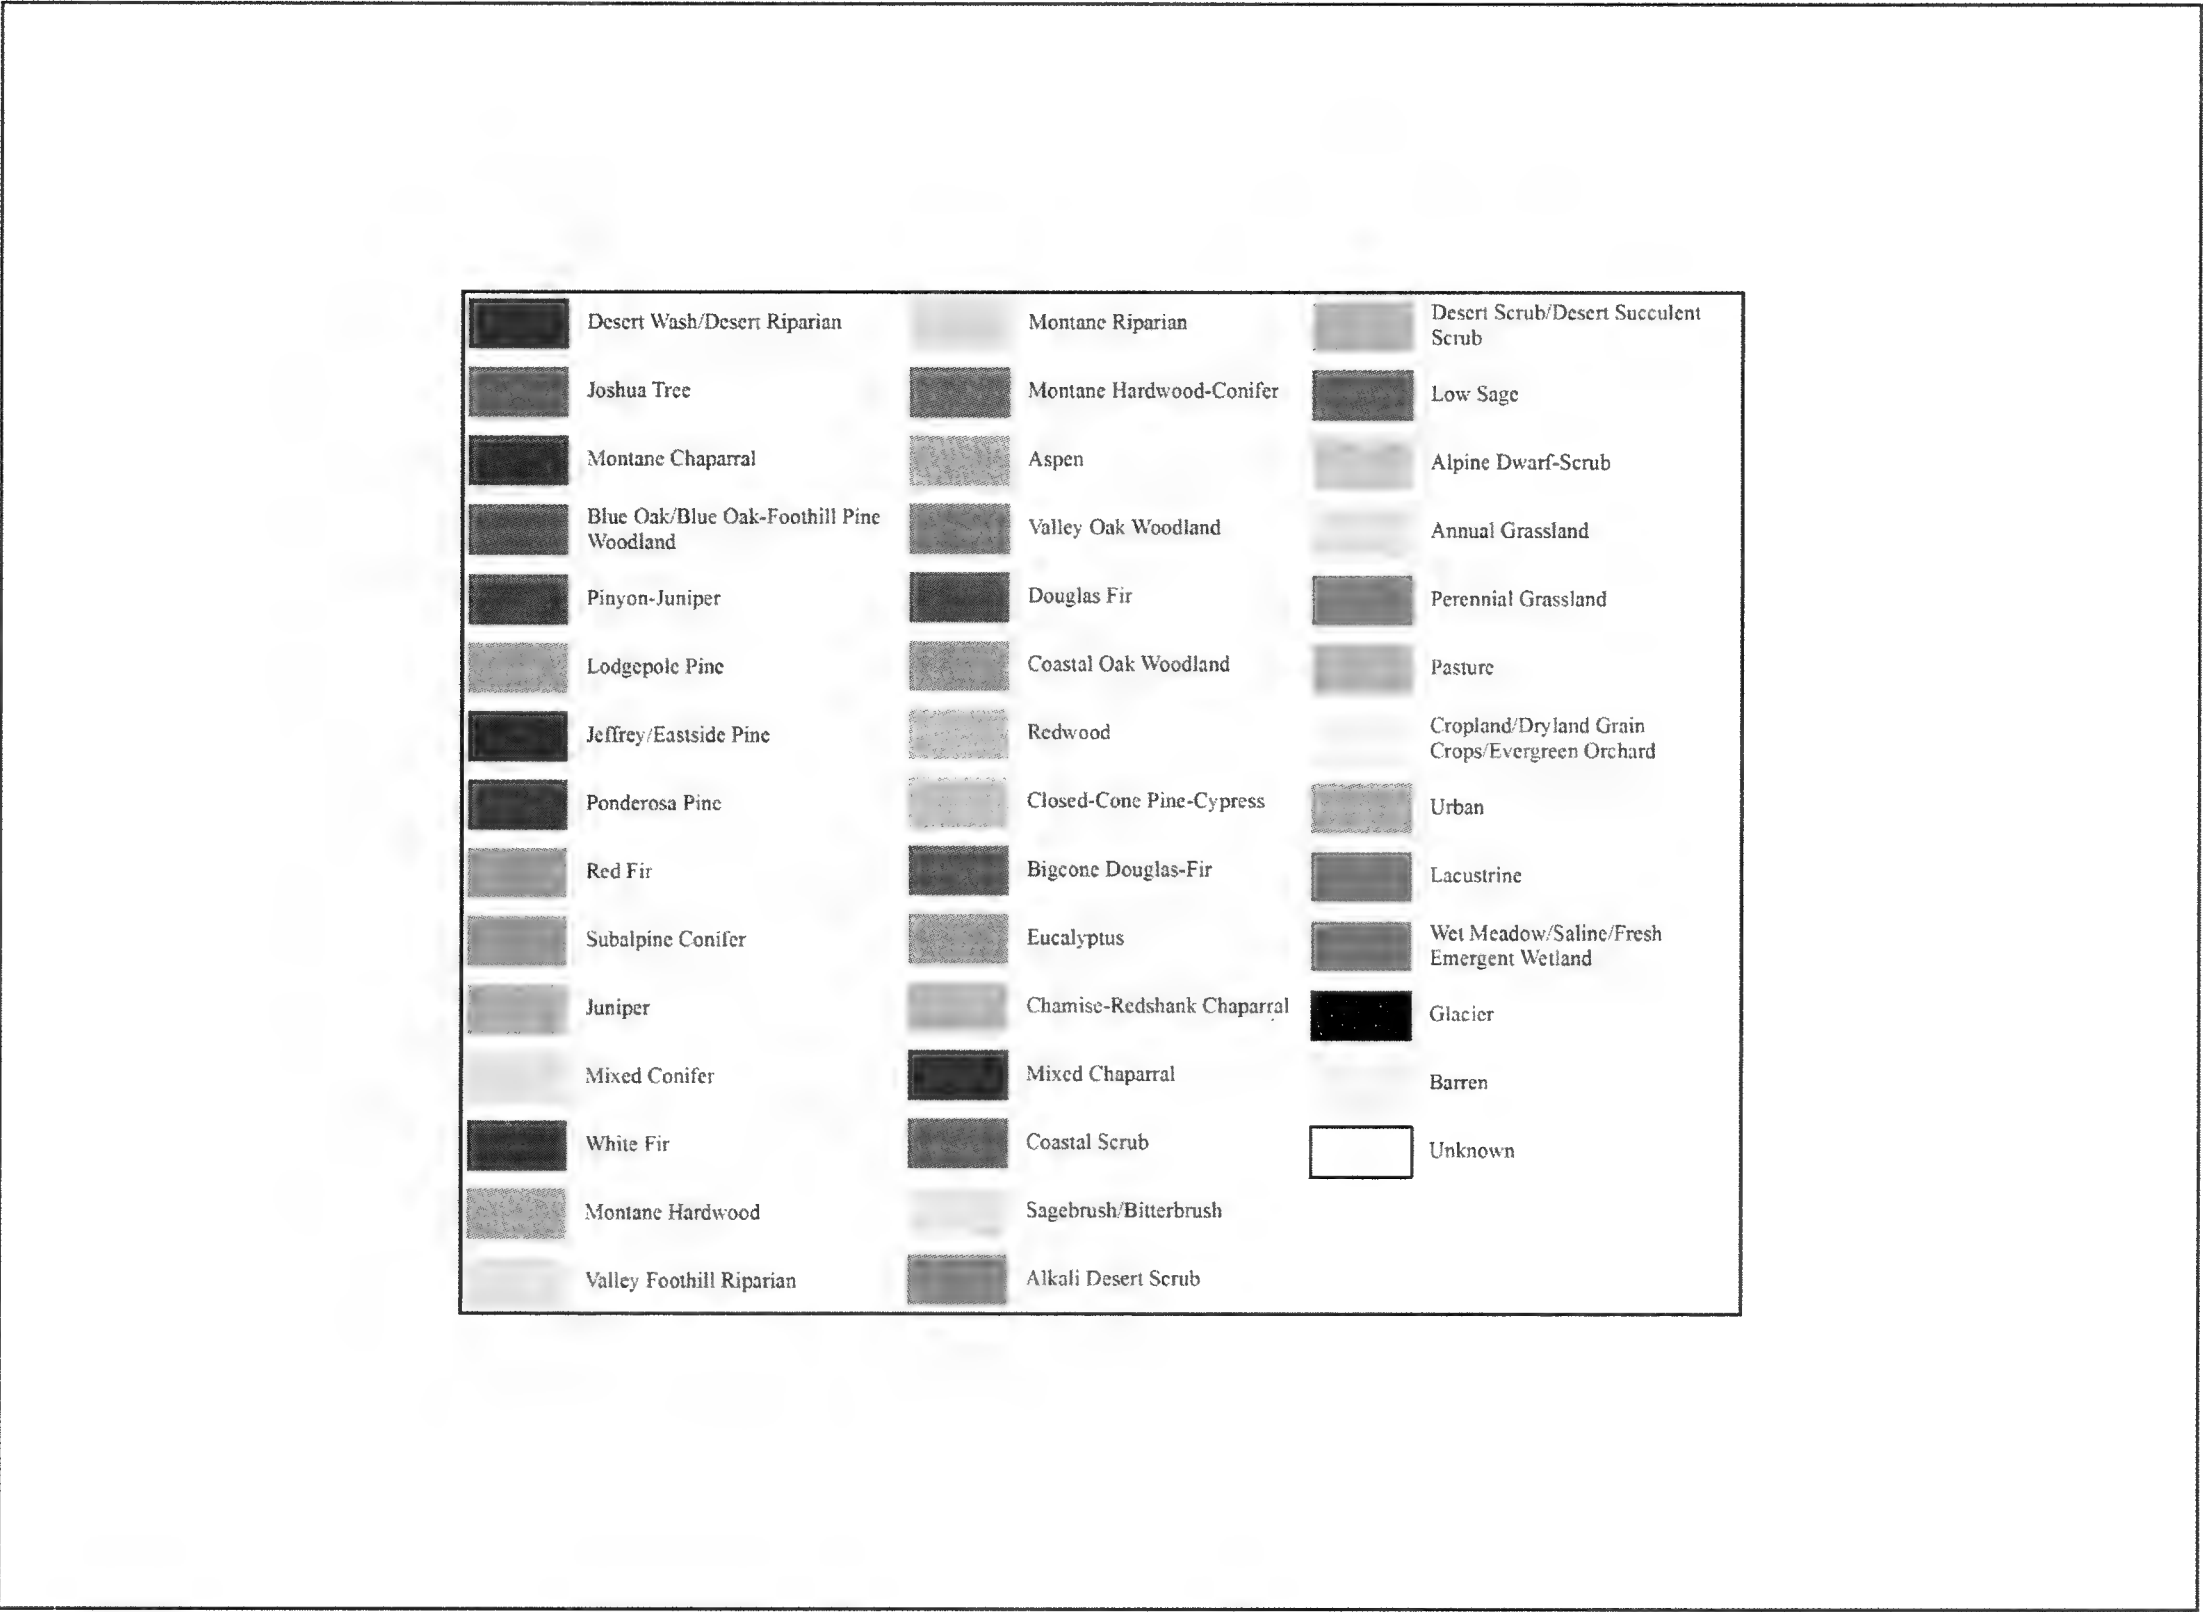 Desert Wash/Desert Riparian
Joshua Tree
Montane Chaparral
Blue Oak/Blue Oak-Foothill Pine
Woodland
Pinyon-Juniper
Lodgepole Pine
Jeffrey/Eastside Pine
Ponderosa Pine
Red Fir
Subalpine Conifer
Juniper
Mixed Conifer
White Fir
Montane Hardwood
Valley Foothill Riparian
Montane Riparian
Montane Hardwood-Conifer
Aspen
Valley Oak Woodland
Douglas Fir
Coastal Oak Woodland
Redwood
Closed-Cone Pine-Cypress
Bigcone Douglas-Fir
Eucalyptus
Chamise-Redshank Chaparral
Mixed Chaparral
Coastal Scrub
Sagebrush/Bitterbrush
Alkali Desert Scrub
Desert Scrub/Desert Succulent
Scrub
Low Sage
Alpine Dwarf-Scrub
Annual Grassland
Perennial Grassland
Pasture
Cropland/Dryland Grain
Crops/Evergreen Orchard
Urban
Lacustrine
Wet Meadow/Saline/Fresh
Emergent Wetland
Glacier
Barren
Unknown